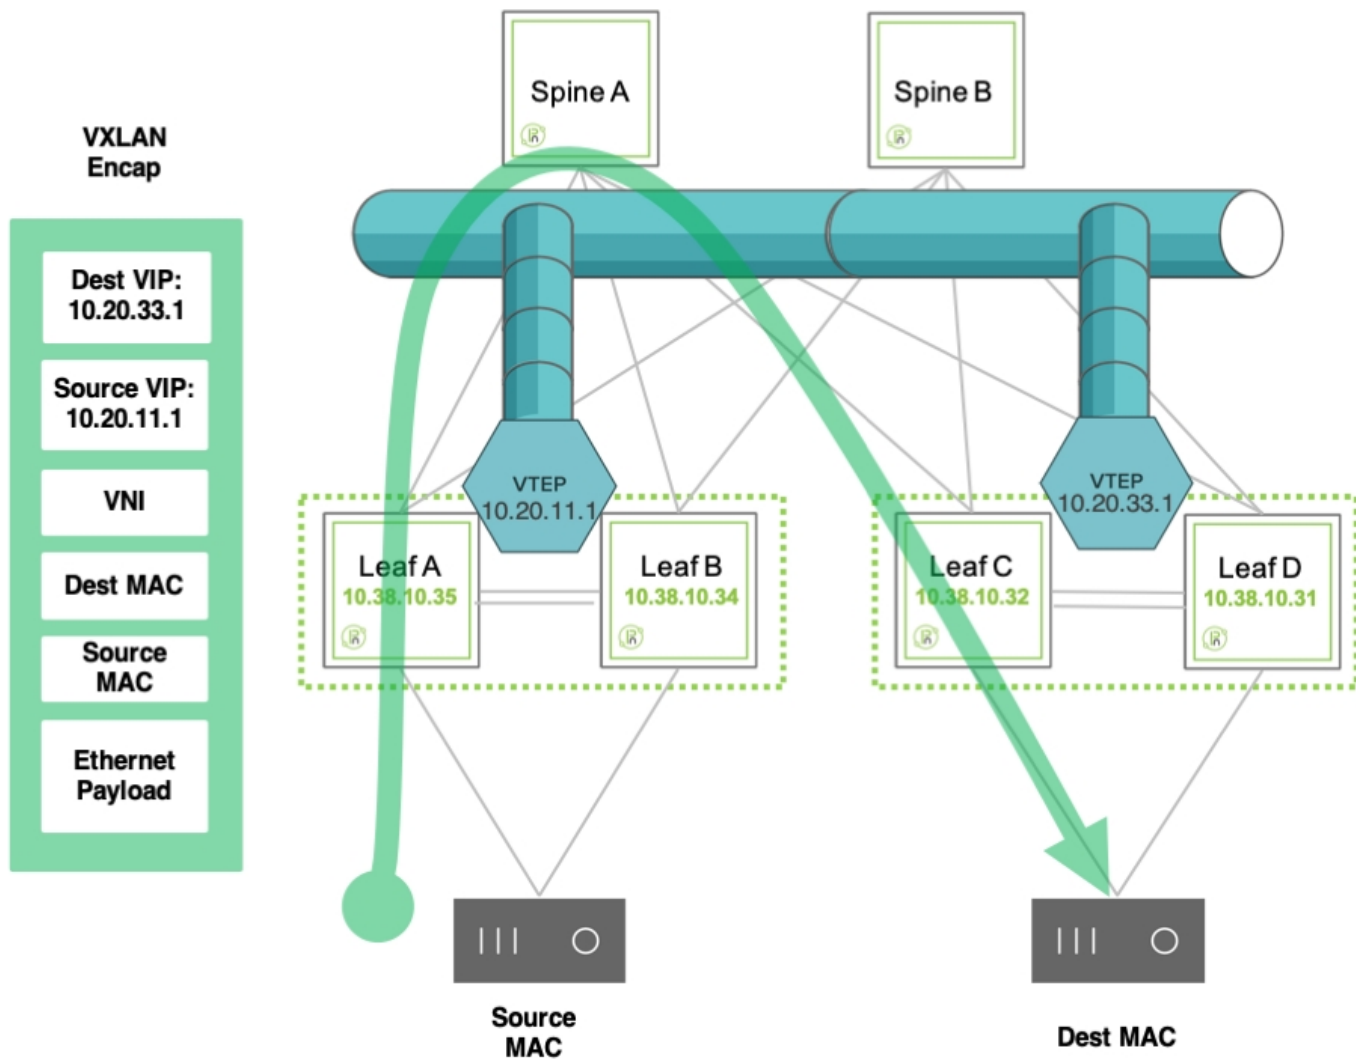 Spine A
Spine B
VXLAN
Encap
Dest VIP:
10.20.33.1
Source VIP:
10.20.11.1
VNI
Dest MAC
Source
MAC
Ethernet
Payload
VTEP
10.20.11.1
VTEP
10.20.33.1
Leaf A
10.38.10.35
Leaf B
10.38.10.34
Leaf C
10.38.10.32
Leaf D
10.38.10.31
Source
MAC
Dest MAC